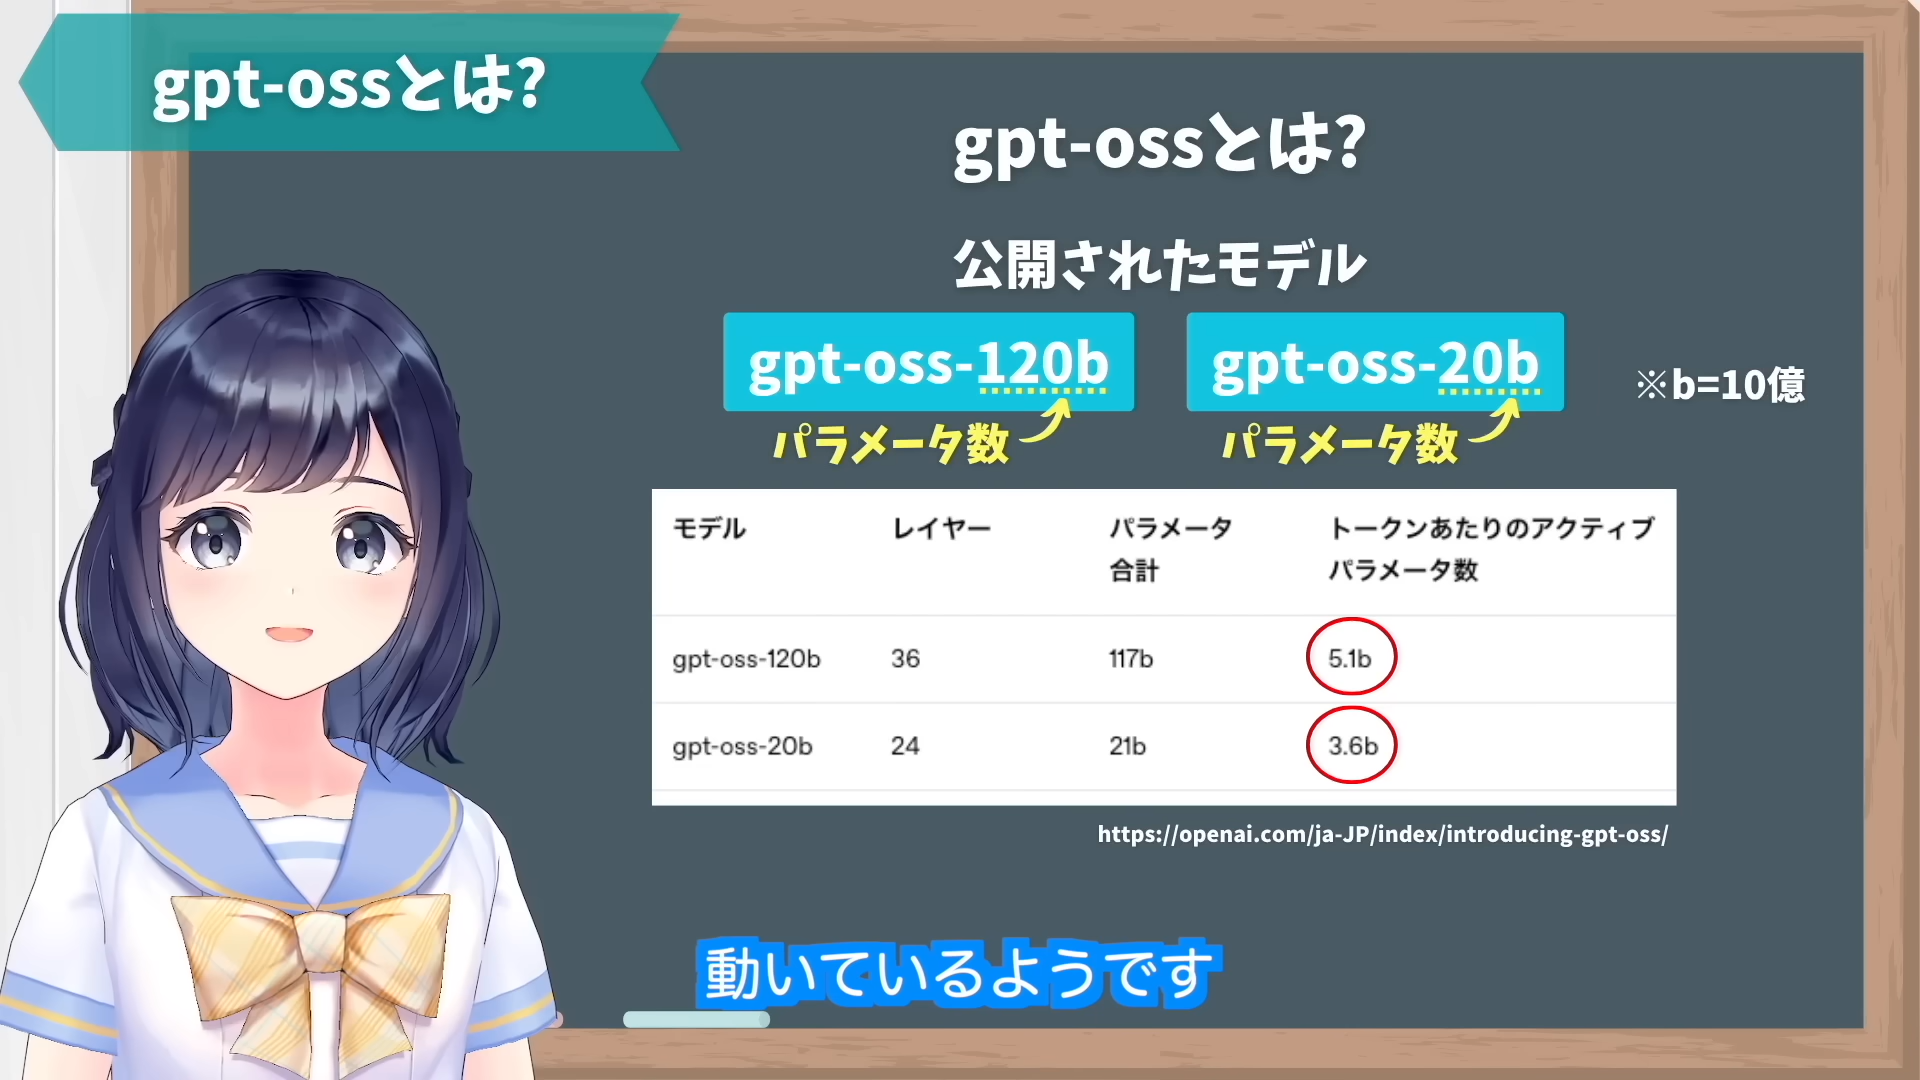 gpt-ossとは?
gpt-ossとは?
公開されたモデル
gpt-oss-120b
gpt-oss-20b
※b=10億
パラメータ数
パラメータ数
モデル レイヤー パラメータ トークンあたりのアクティブ
合計 パラメータ数
gpt-oss-120b 36 117b 5.1b
gpt-oss-20b 24 21b 3.6b
https://openai.com/ja-JP/index/introducing-gpt-oss/
動いているようです